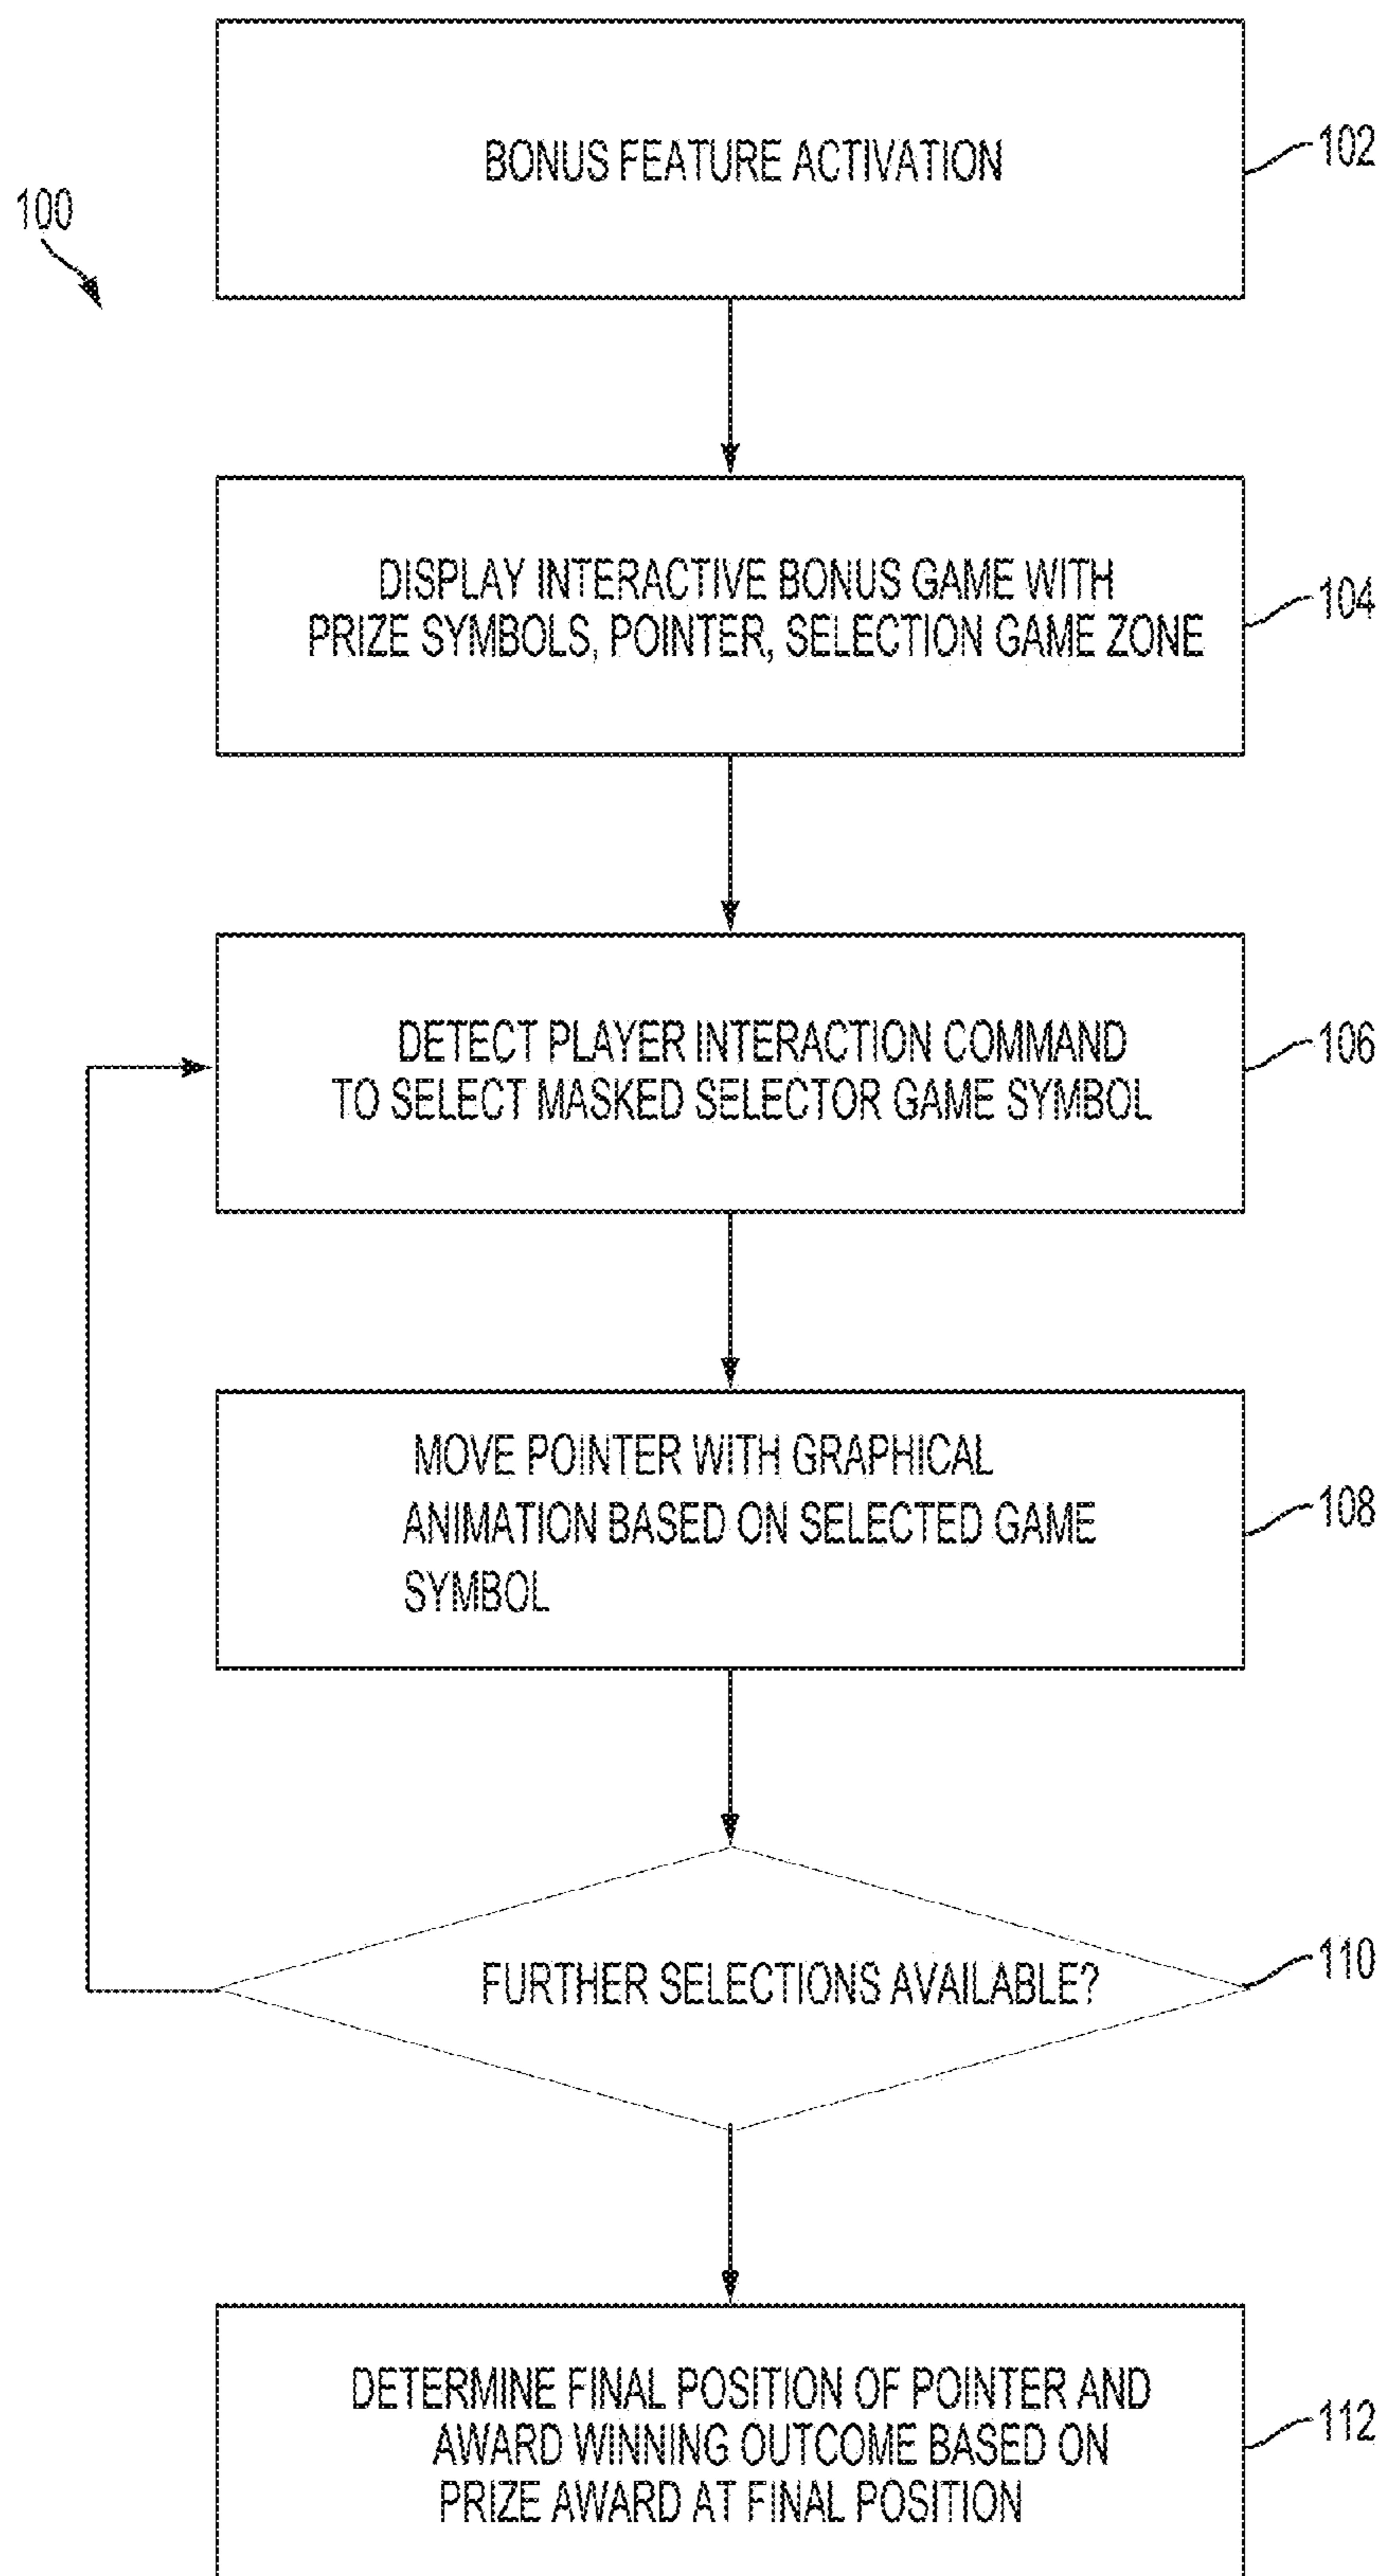 100
BONUS FEATURE ACTIVATION
102
DISPLAY INTERACTIVE BONUS GAME WITH
PRIZE SYMBOLS, POINTER, SELECTION GAME ZONE
104
DETECT PLAYER INTERACTION COMMAND
TO SELECT MASKED SELECTOR GAME SYMBOL
106
MOVE POINTER WITH GRAPHICAL
ANIMATION BASED ON SELECTED GAME
SYMBOL
108
FURTHER SELECTIONS AVAILABLE?
110
DETERMINE FINAL POSITION OF POINTER AND
AWARD WINNING OUTCOME BASED ON
PRIZE AWARD AT FINAL POSITION
112